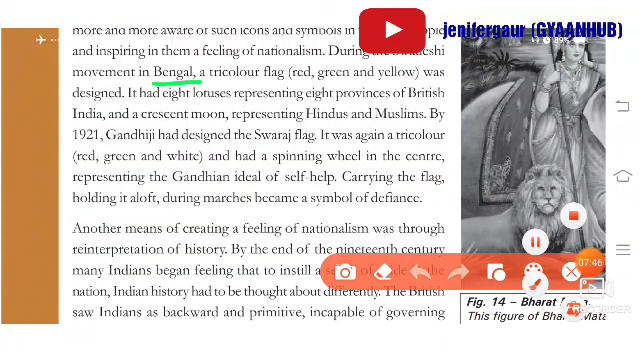 jenifergaur (GYAANHUB)
more and more aware of such icons and symbols in
and inspiring in them a feeling of nationalism. During the
movement in Bengal, a tricolour flag (red, green and yellow) was
designed. It had eight lotuses representing eight provinces of British
India, and a crescent moon, representing Hindus and Muslims. By
1921, Gandhiji had designed the Swaraj flag. It was again a tricolour
(red, green and white) and had a spinning wheel in the centre,
representing the Gandhian ideal of self-help. Carrying the flag,
holding it aloft, during marches became a symbol of defiance.
Another means of creating a feeling of nationalism was through
reinterpretation of history. By the end of the nineteenth century
many Indians began feeling that to instill a
nation, Indian history had to be thought about differently. The British
saw Indians as backward and primitive, incapable of governing
07:46
Fig. 14 – Bharat
This figure of Bharat Mata